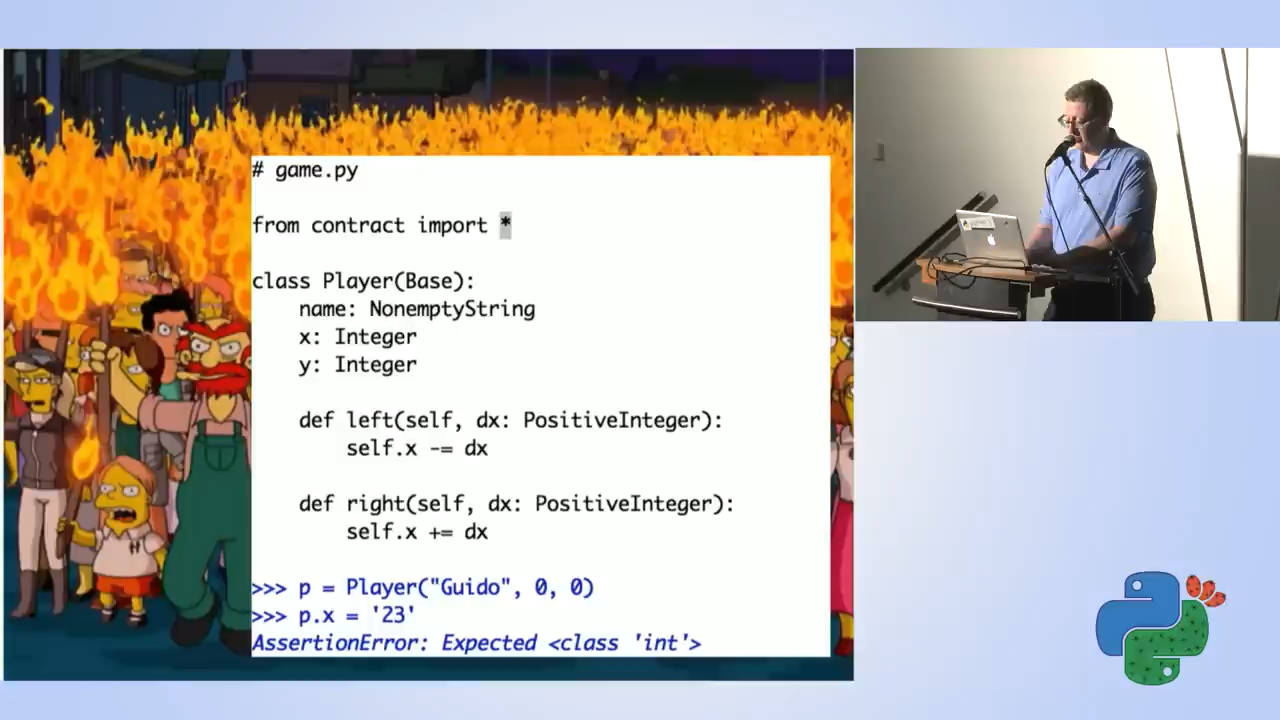 # game.py
from contract import *
class Player(Base):
name: NonemptyString
x: Integer
y: Integer
def left(self, dx: PositiveInteger):
self.x -= dx
def right(self, dx: PositiveInteger):
self.x += dx
>>> p = Player("Guido", 0, 0)
>>> p.x = '23'
AssertionError: Expected <class 'int'>